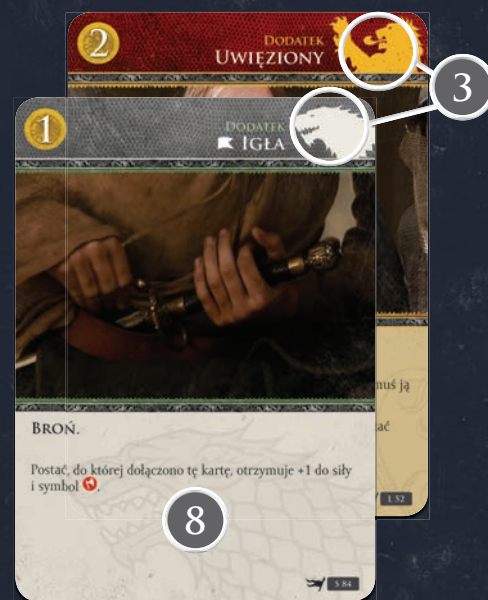 2
DODATEK
UWIĘZIONY
3
1
DODATEK
IGŁA
muś ją
ać
BROŃ.
Postać, do której dołączono tę kartę, otrzymuje +1 do siły
i symbol .
8
L 52
S 84